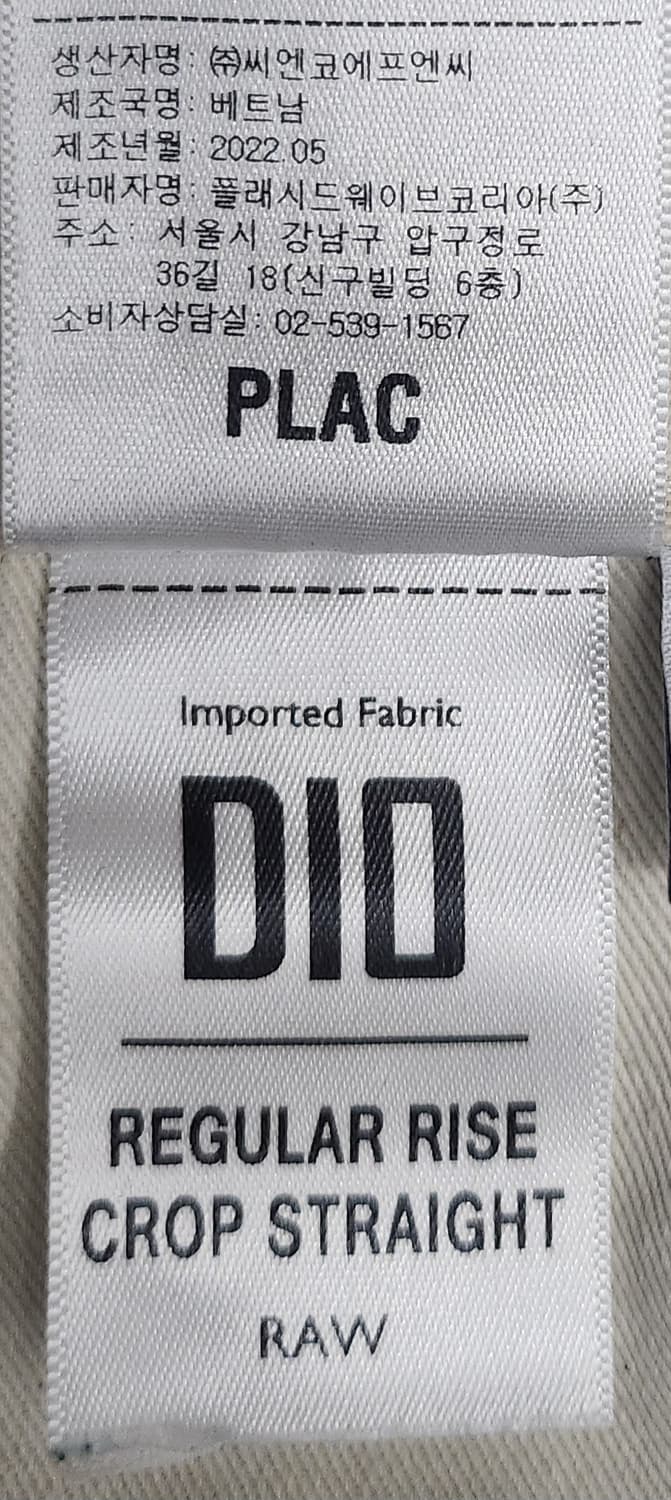 생산자명: ㈜씨엔코에프엔씨
제조국명: 베트남
제조년월: 2022.05
판매자명: 플래시드웨이브코리아(주)
주소: 서울시 강남구 압구정로
36길 18(신구빌딩 6층)
소비자상담실: 02-539-1567
PLAC
Imported Fabric
DIO
REGULAR RISE
CROP STRAIGHT
RAW